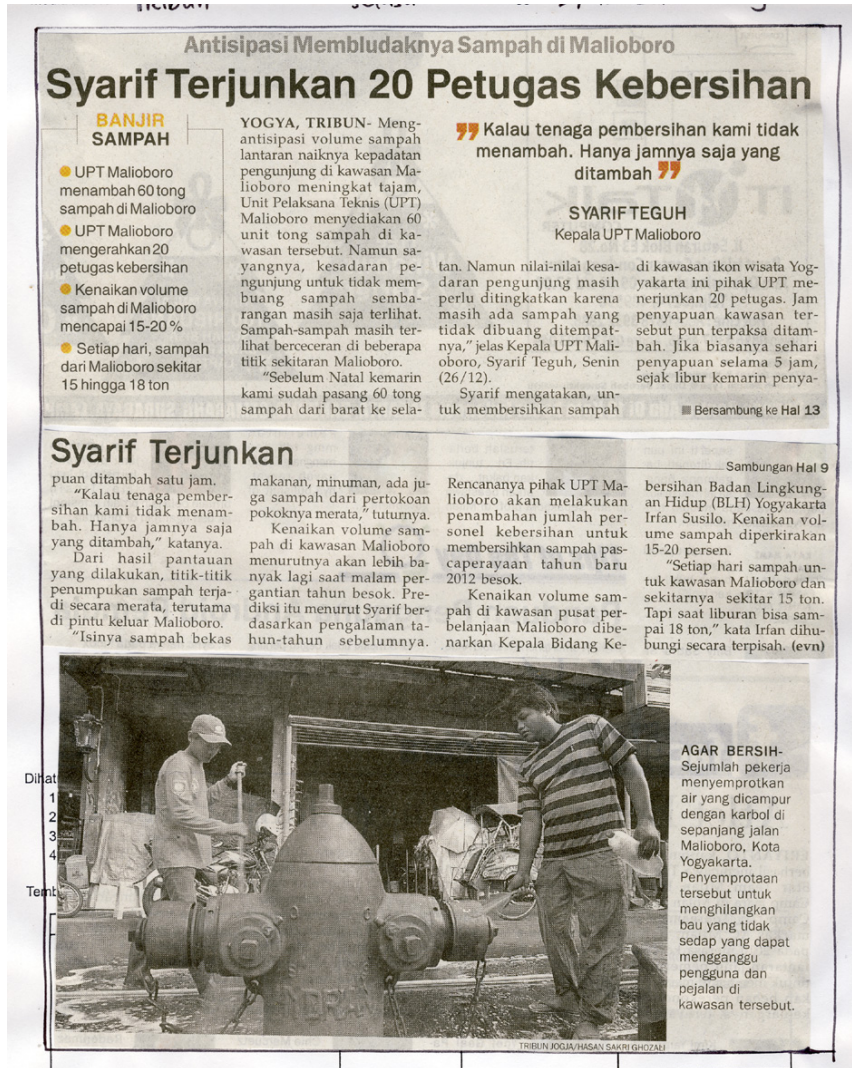 Tribun
Antisipasi Membludaknya Sampah di Malioboro
Syarif Terjunkan 20 Petugas Kebersihan
BANJIR
SAMPAH
UPT Malioboro
menambah 60 tong
sampah di Malioboro
UPT Malioboro
mengerahkan 20
petugas kebersihan
Kenaikan volume
sampah di Malioboro
mencapai 15-20 %
Setiap hari, sampah
dari Malioboro sekitar
15 hingga 18 ton
YOGYA, TRIBUN- Meng-
antisipasi volume sampah
lantaran naiknya kepadatan
pengunjung di kawasan Ma-
lioboro meningkat tajam,
Unit Pelaksana Teknis (UPT)
Malioboro menyediakan 60
unit tong sampah di ka-
wasan tersebut. Namun sa-
yangnya, kesadaran pe-
ngunjung untuk tidak mem-
buang sampah semba-
rangan masih saja terlihat.
Sampah-sampah masih ter-
lihat berceceran di beberapa
titik sekitaran Malioboro.
"Sebelum Natal kemarin
kami sudah pasang 60 tong
sampah dari barat ke sela-
" Kalau tenaga pembersihan kami tidak
menambah. Hanya jamnya saja yang
ditambah "
SYARIF TEGUH
Kepala UPT Malioboro
tan. Namun nilai-nilai kesa-
daran pengunjung masih
perlu ditingkatkan karena
masih ada sampah yang
tidak dibuang ditempat-
nya," jelas Kepala UPT Mali-
oboro, Syarif Teguh, Senin
(26/12).
Syarif mengatakan, un-
tuk membersihkan sampah
di kawasan ikon wisata Yog-
yakarta ini pihak UPT me-
nerjunkan 20 petugas. Jam
penyapuan kawasan ter-
sebut pun terpaksa ditam-
bah. Jika biasanya sehari
penyapuan selama 5 jam,
sejak libur kemarin penya-
Bersambung ke Hal 13
Syarif Terjunkan
Sambungan Hal 9
puan ditambah satu jam.
"Kalau tenaga pember-
sihan kami tidak menam-
bah. Hanya jamnya saja
yang ditambah," katanya.
Dari hasil pantauan
yang dilakukan, titik-titik
penumpukan sampah terja-
di secara merata, terutama
di pintu keluar Malioboro.
"Isinya sampah bekas
makanan, minuman, ada ju-
ga sampah dari pertokoan
pokoknya merata," tuturnya.
Kenaikan volume sam-
pah di kawasan Malioboro
menurutnya akan lebih ba-
nyak lagi saat malam per-
gantian tahun besok. Pre-
diksi itu menurut Syarif ber-
dasarkan pengalaman ta-
hun-tahun sebelumnya.
Rencananya pihak UPT Ma-
lioboro akan melakukan
penambahan jumlah per-
sonel kebersihan untuk
membersihkan sampah pas-
caperayaan tahun baru
2012 besok.
Kenaikan volume sam-
pah di kawasan pusat per-
belanjaan Malioboro dibe-
narkan Kepala Bidang Ke-
bersihan Badan Lingkung-
an Hidup (BLH) Yogyakarta
Irfan Susilo. Kenaikan vol-
ume sampah diperkirakan
15-20 persen.
"Setiap hari sampah un-
tuk kawasan Malioboro dan
sekitarnya sekitar 15 ton.
Tapi saat liburan bisa sam-
pai 18 ton," kata Irfan dihu-
bungi secara terpisah. (evn)
Dihat
1
2
3
4
Temb
HYDRAN
AGAR BERSIH-
Sejumlah pekerja
menyemprotkan
air yang dicampur
dengan karbol di
sepanjang jalan
Malioboro, Kota
Yogyakarta.
Penyemprotaan
tersebut untuk
menghilangkan
bau yang tidak
sedap yang dapat
mengganggu
pengguna dan
pejalan di
kawasan tersebut.
TRIBUN JOGJA/HASAN SAKRI GHOZALI